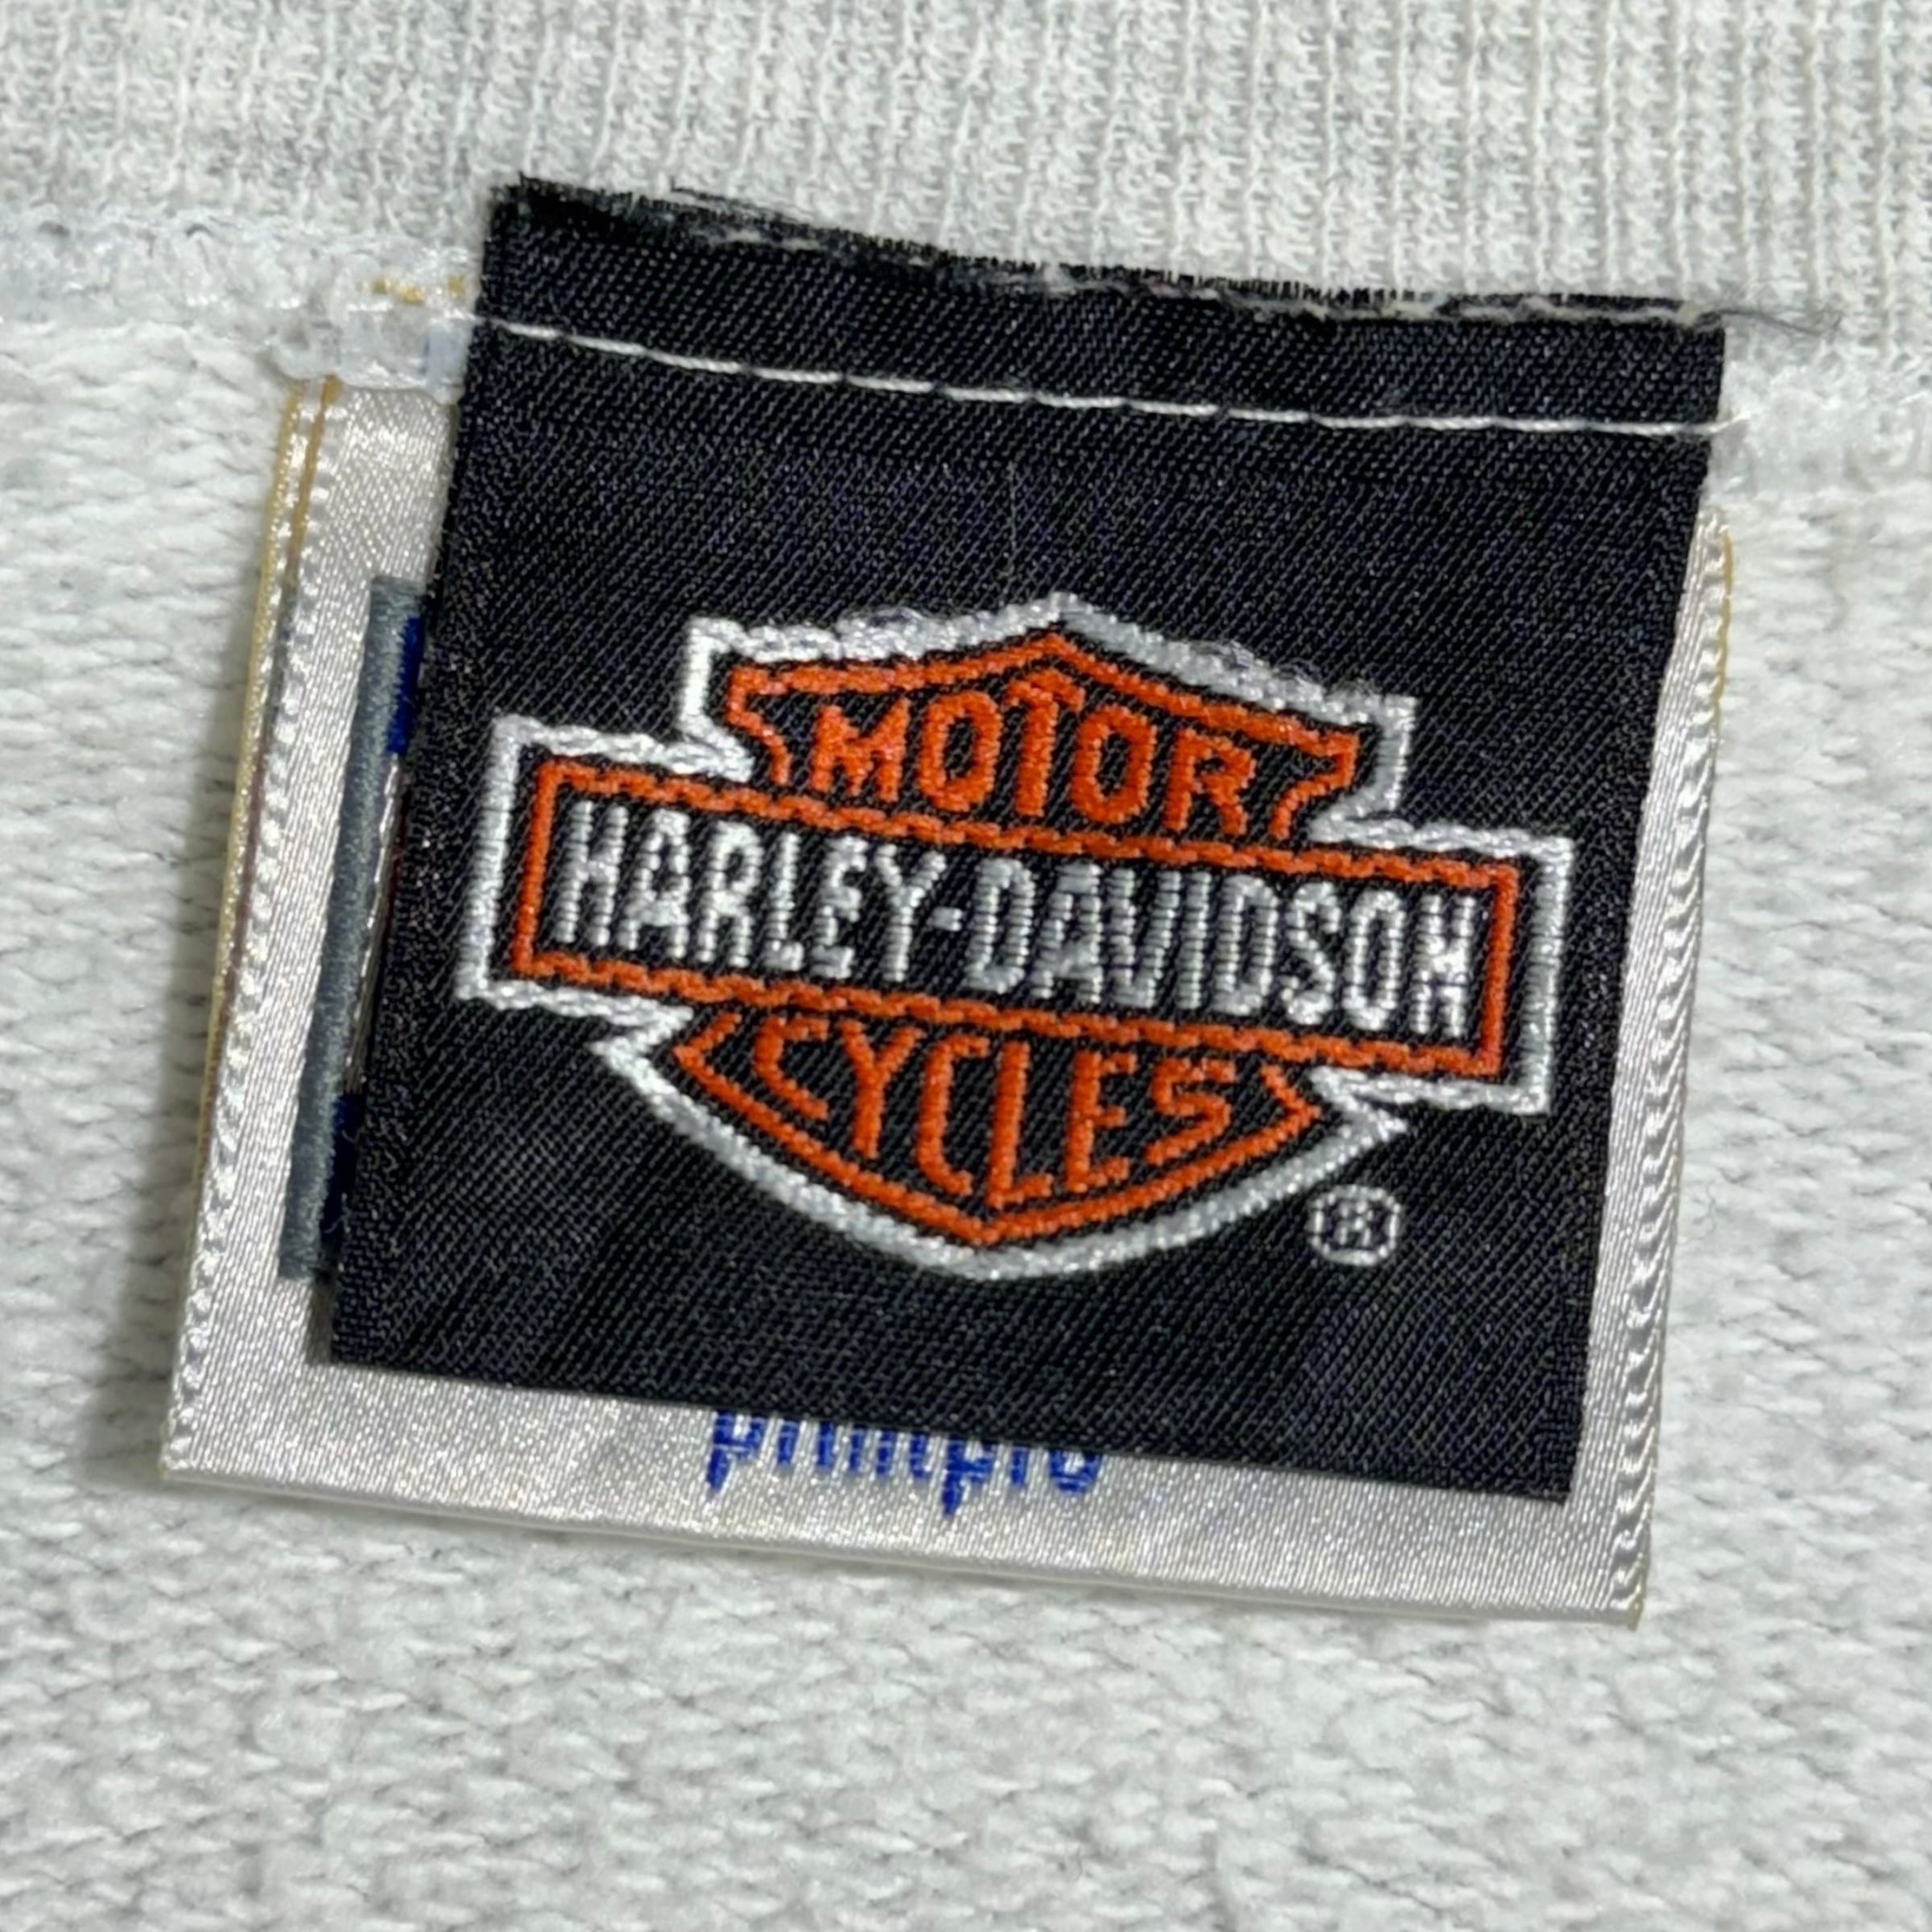 MOTOR
HARLEY-DAVIDSON
CYCLES
®